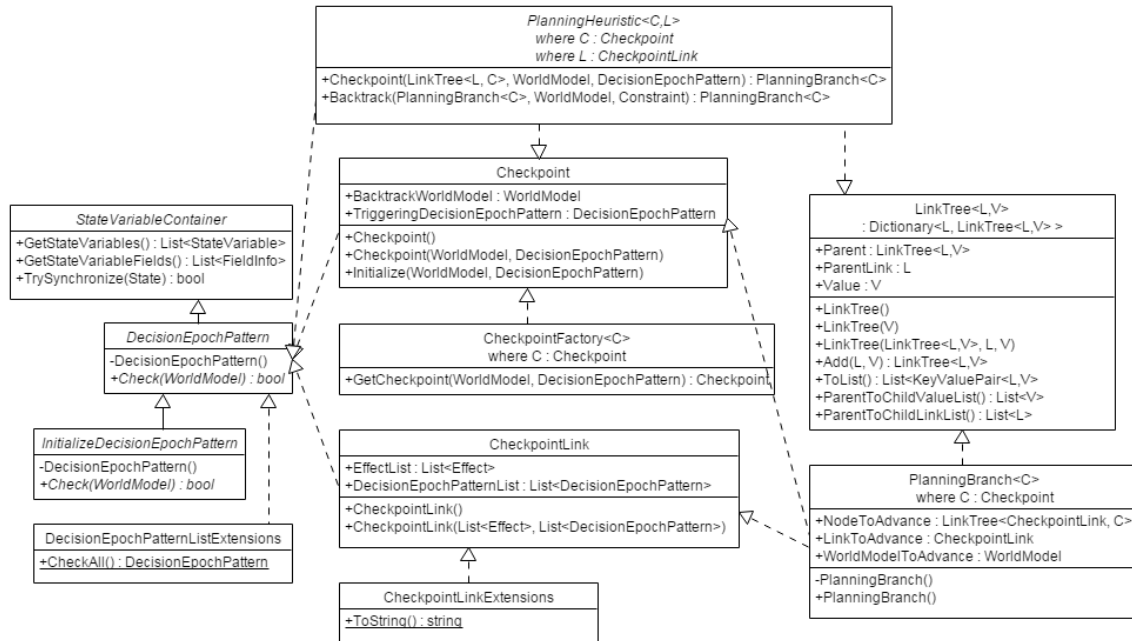 PlanningHeuristic<C,L>
where C : Checkpoint
where L : CheckpointLink
+Checkpoint(LinkTree<L, C>, WorldModel, DecisionEpochPattern) : PlanningBranch<C>
+Backtrack(PlanningBranch<C>, WorldModel, Constraint) : PlanningBranch<C>
Checkpoint
+BacktrackWorldModel : WorldModel
+TriggeringDecisionEpochPattern : DecisionEpochPattern
+Checkpoint()
+Checkpoint(WorldModel, DecisionEpochPattern)
+Initialize(WorldModel, DecisionEpochPattern)
StateVariableContainer
+GetStateVariables() : List<StateVariable>
+GetStateVariableFields() : List<FieldInfo>
+TrySynchronize(State) : bool
LinkTree<L,V>
: Dictionary<L, LinkTree<L,V> >
+Parent : LinkTree<L,V>
+ParentLink : L
+Value : V
+LinkTree()
+LinkTree(V)
+LinkTree(LinkTree<L,V>, L, V)
+Add(L, V) : LinkTree<L,V>
+ToList() : List<KeyValuePair<L,V>
+ParentToChildValueList() : List<V>
+ParentToChildLinkList() : List<L>
DecisionEpochPattern
-DecisionEpochPattern()
+Check(WorldModel) : bool
CheckpointFactory<C>
where C : Checkpoint
+GetCheckpoint(WorldModel, DecisionEpochPattern) : Checkpoint
InitializeDecisionEpochPattern
-DecisionEpochPattern()
+Check(WorldModel) : bool
CheckpointLink
+EffectList : List<Effect>
+DecisionEpochPatternList : List<DecisionEpochPattern>
+CheckpointLink()
+CheckpointLink(List<Effect>, List<DecisionEpochPattern>)
PlanningBranch<C>
where C : Checkpoint
+NodeToAdvance : LinkTree<CheckpointLink, C>
+LinkToAdvance : CheckpointLink
+WorldModelToAdvance : WorldModel
-PlanningBranch()
+PlanningBranch()
DecisionEpochPatternListExtensions
+CheckAll() : DecisionEpochPattern
CheckpointLinkExtensions
+ToString() : string